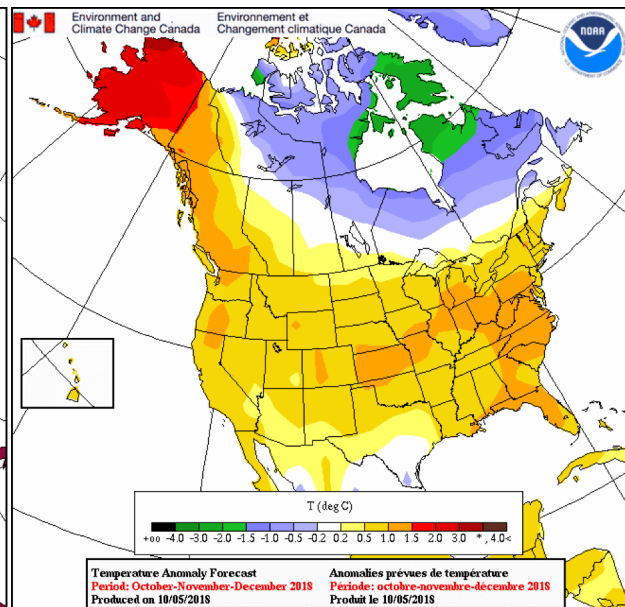 Environment and Environnement et
Climate Change Canada Changement climatique Canada
NOAA
T (deg C)
+oo -4.0 -3.0 -2.0 -1.5 -1.0 -0.5 -0.2 0.2 0.5 1.0 1.5 2.0 3.0 *, 4.0<
Temperature Anomaly Forecast Anomalies prévues de température
Period: October-November-December 2018 Période: octobre-novembre-décembre 2018
Produced on 10/05/2018 Produit le 10/05/2018